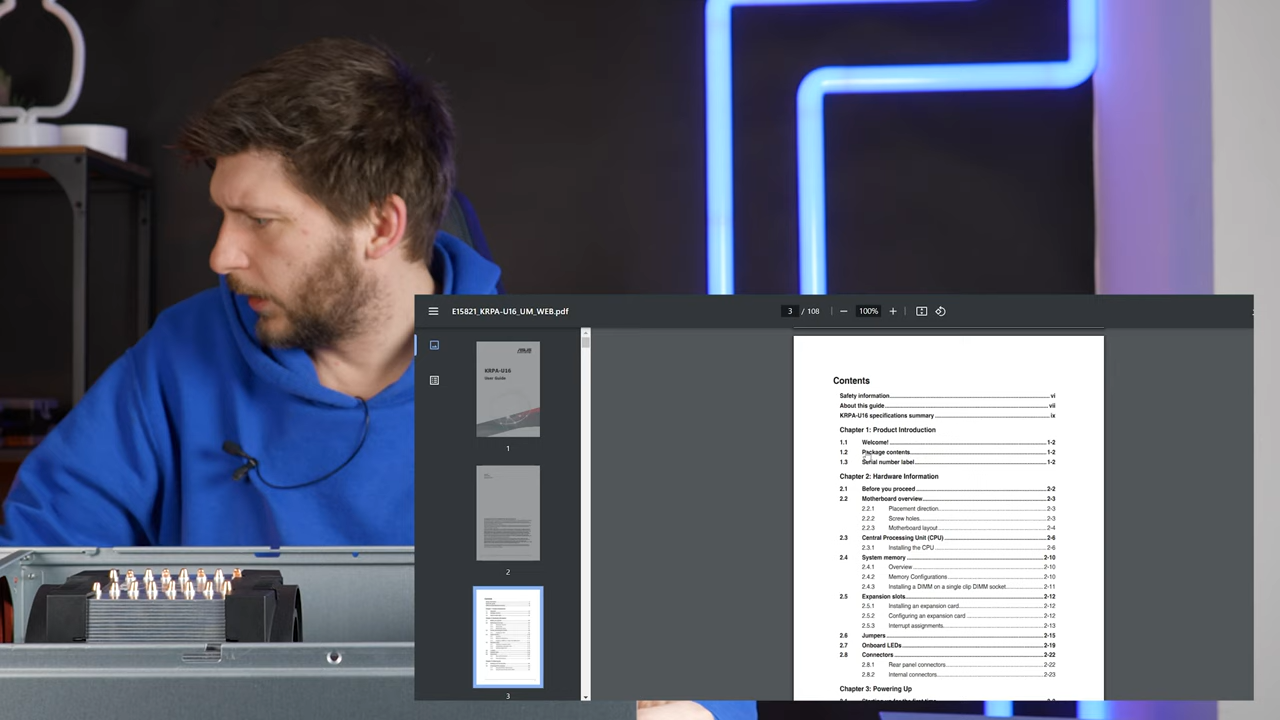 E15821_KRPA-U16_UM_WEB.pdf
3 / 108
100%
KRPA-U16
User Guide
1
2
3
Contents
Safety information vi
About this guide vii
KRPA-U16 specifications summary ix
Chapter 1: Product Introduction
1.1 Welcome! 1-2
1.2 Package contents 1-2
1.3 Serial number label 1-2
Chapter 2: Hardware Information
2.1 Before you proceed 2-2
2.2 Motherboard overview 2-3
2.2.1 Placement direction 2-3
2.2.2 Screw holes 2-3
2.2.3 Motherboard layout 2-4
2.3 Central Processing Unit (CPU) 2-6
2.3.1 Installing the CPU 2-6
2.4 System memory 2-10
2.4.1 Overview 2-10
2.4.2 Memory Configurations 2-10
2.4.3 Installing a DIMM on a single clip DIMM socket 2-11
2.5 Expansion slots 2-12
2.5.1 Installing an expansion card 2-12
2.5.2 Configuring an expansion card 2-12
2.5.3 Interrupt assignments 2-13
2.6 Jumpers 2-15
2.7 Onboard LEDs 2-19
2.8 Connectors 2-22
2.8.1 Rear panel connectors 2-22
2.8.2 Internal connectors 2-23
Chapter 3: Powering Up